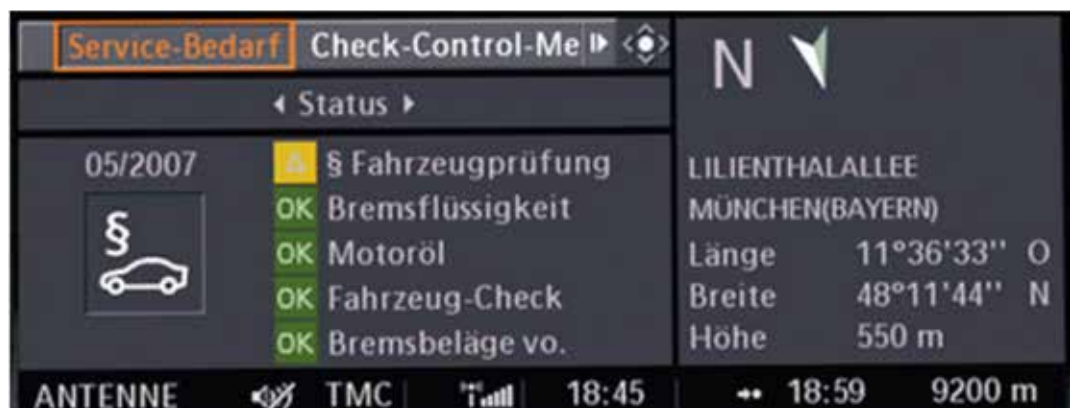 Service-Bedarf Check-Control-Me
Status
05/2007
§
§ Fahrzeugprüfung
OK Bremsflüssigkeit
OK Motoröl
OK Fahrzeug-Check
OK Bremsbeläge vo.
ANTENNE TMC 18:45
N
LILIENTHALALLEE
MÜNCHEN(BAYERN)
Länge 11°36'33'' O
Breite 48°11'44'' N
Höhe 550 m
18:59 9200 m